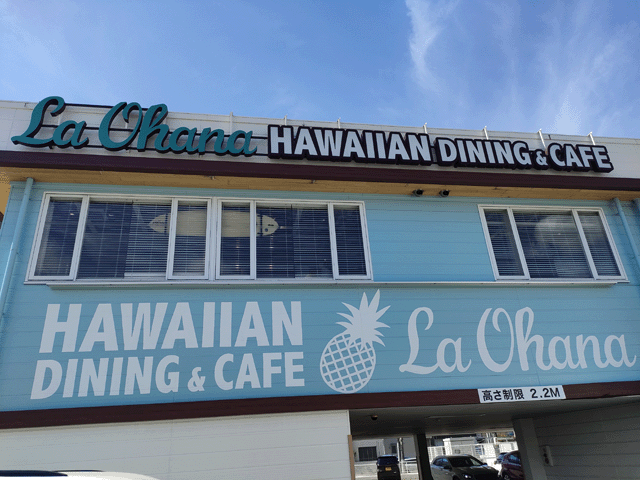 La Ohana HAWAIIAN DINING & CAFE
HAWAIIAN
DINING & CAFE
La Ohana
高さ制限 2.2M